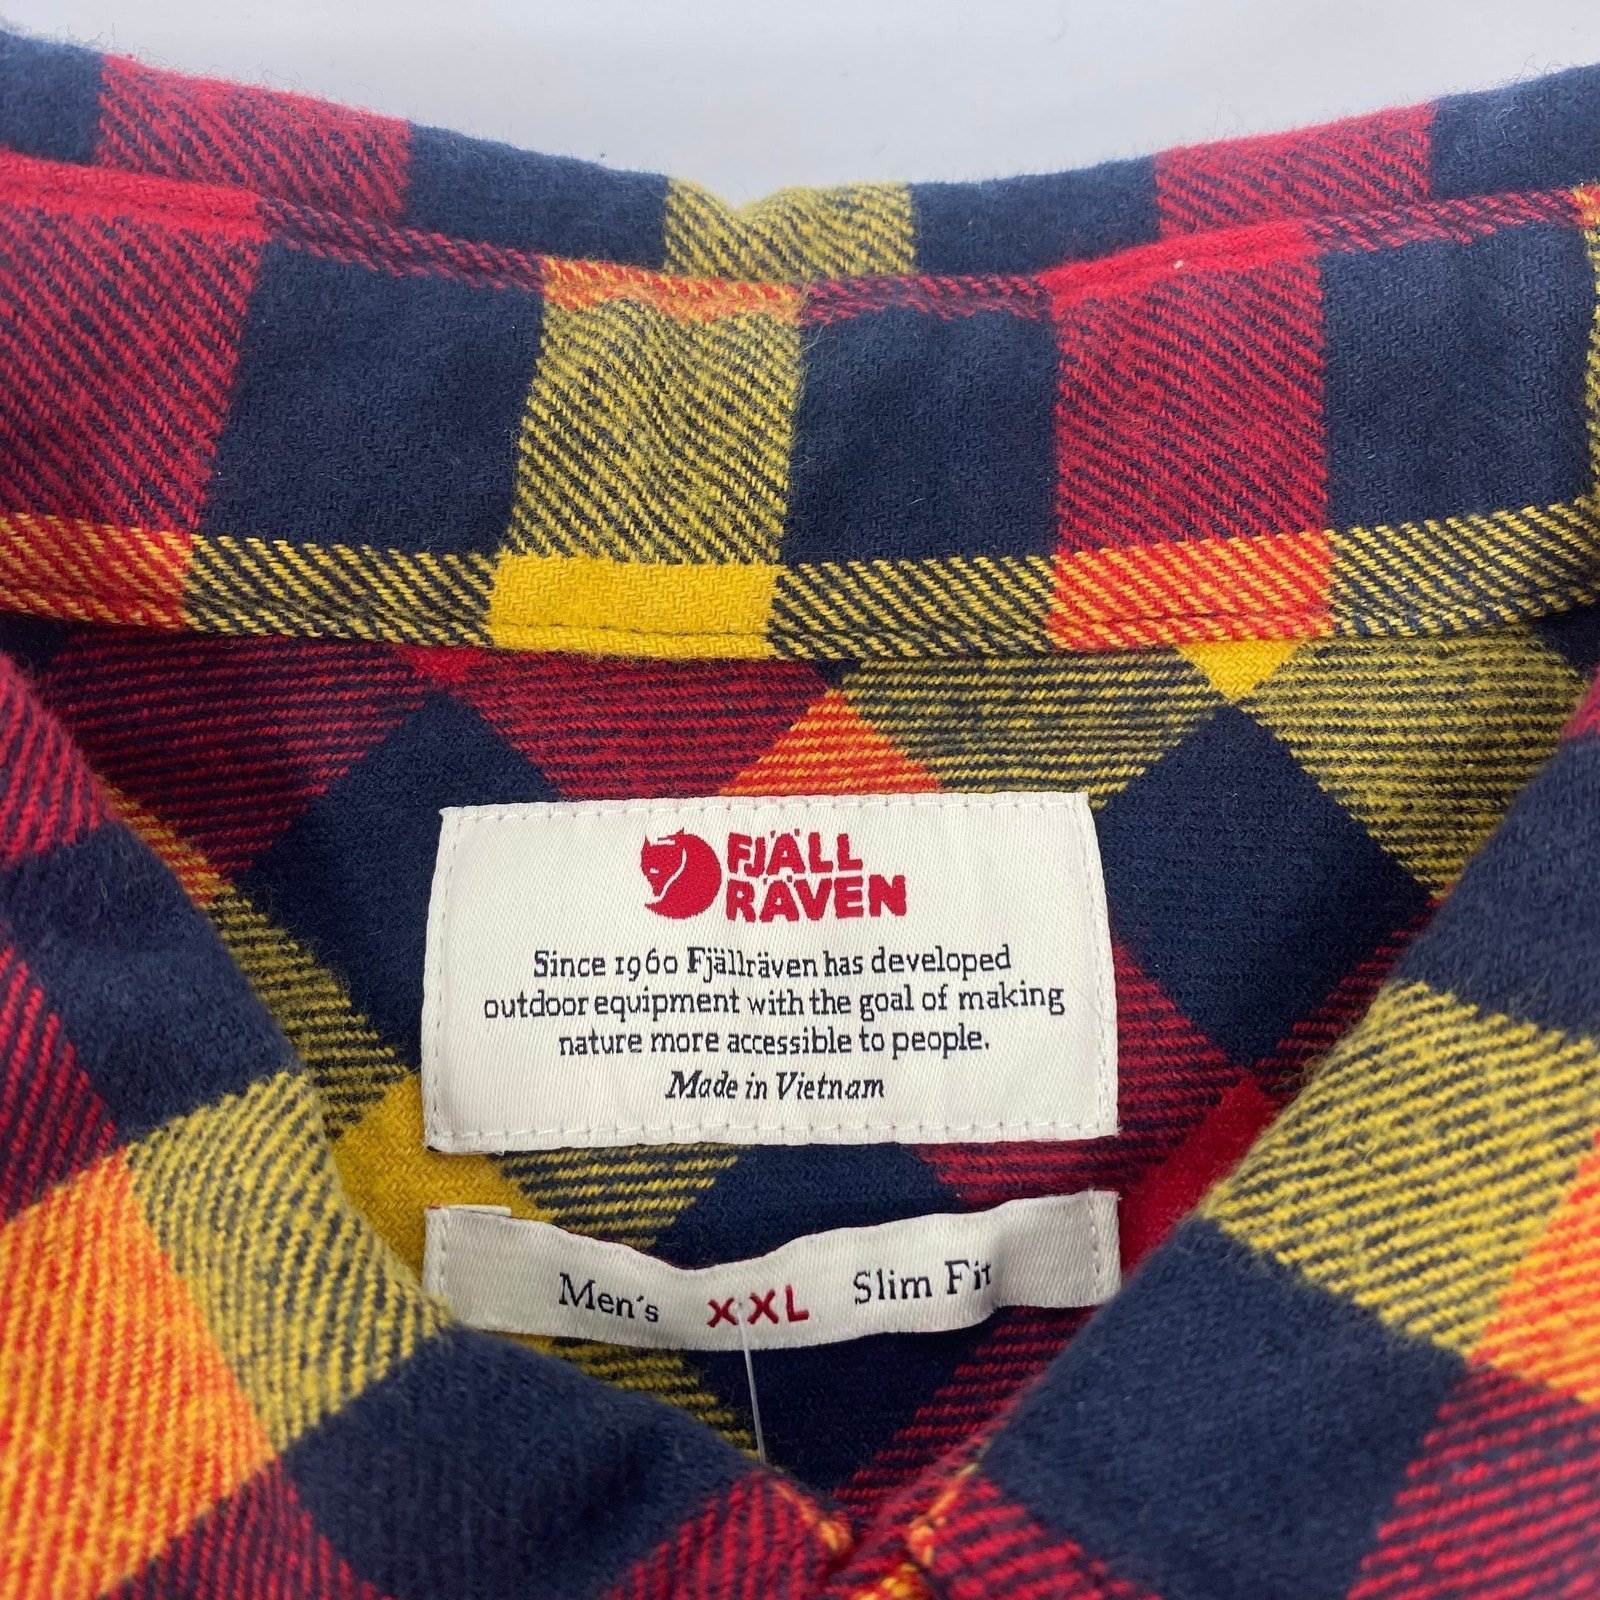 FJÄLL
RÄVEN
Since 1960 Fjällräven has developed
outdoor equipment with the goal of making
nature more accessible to people.
Made in Vietnam
Men's XXL Slim Fit